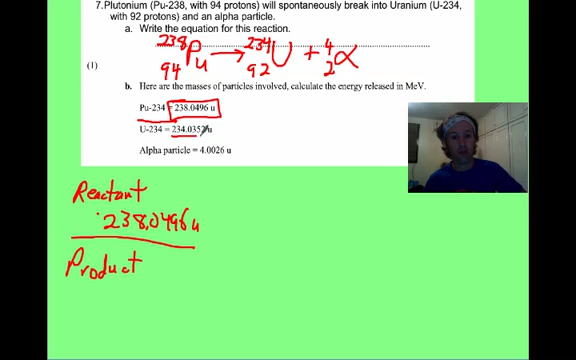 7. Plutonium (Pu-238, with 94 protons) will spontaneously break into Uranium (U-234,
with 92 protons) and an alpha particle.
a. Write the equation for this reaction.
238 94 Pu → 234 92 U + 4 2 α
(1)
b. Here are the masses of particles involved, calculate the energy released in MeV.
Pu-234 = 238.0496 u
U-234 = 234.0352u
Alpha particle = 4.0026 u
Reactant
238.0496u
Product